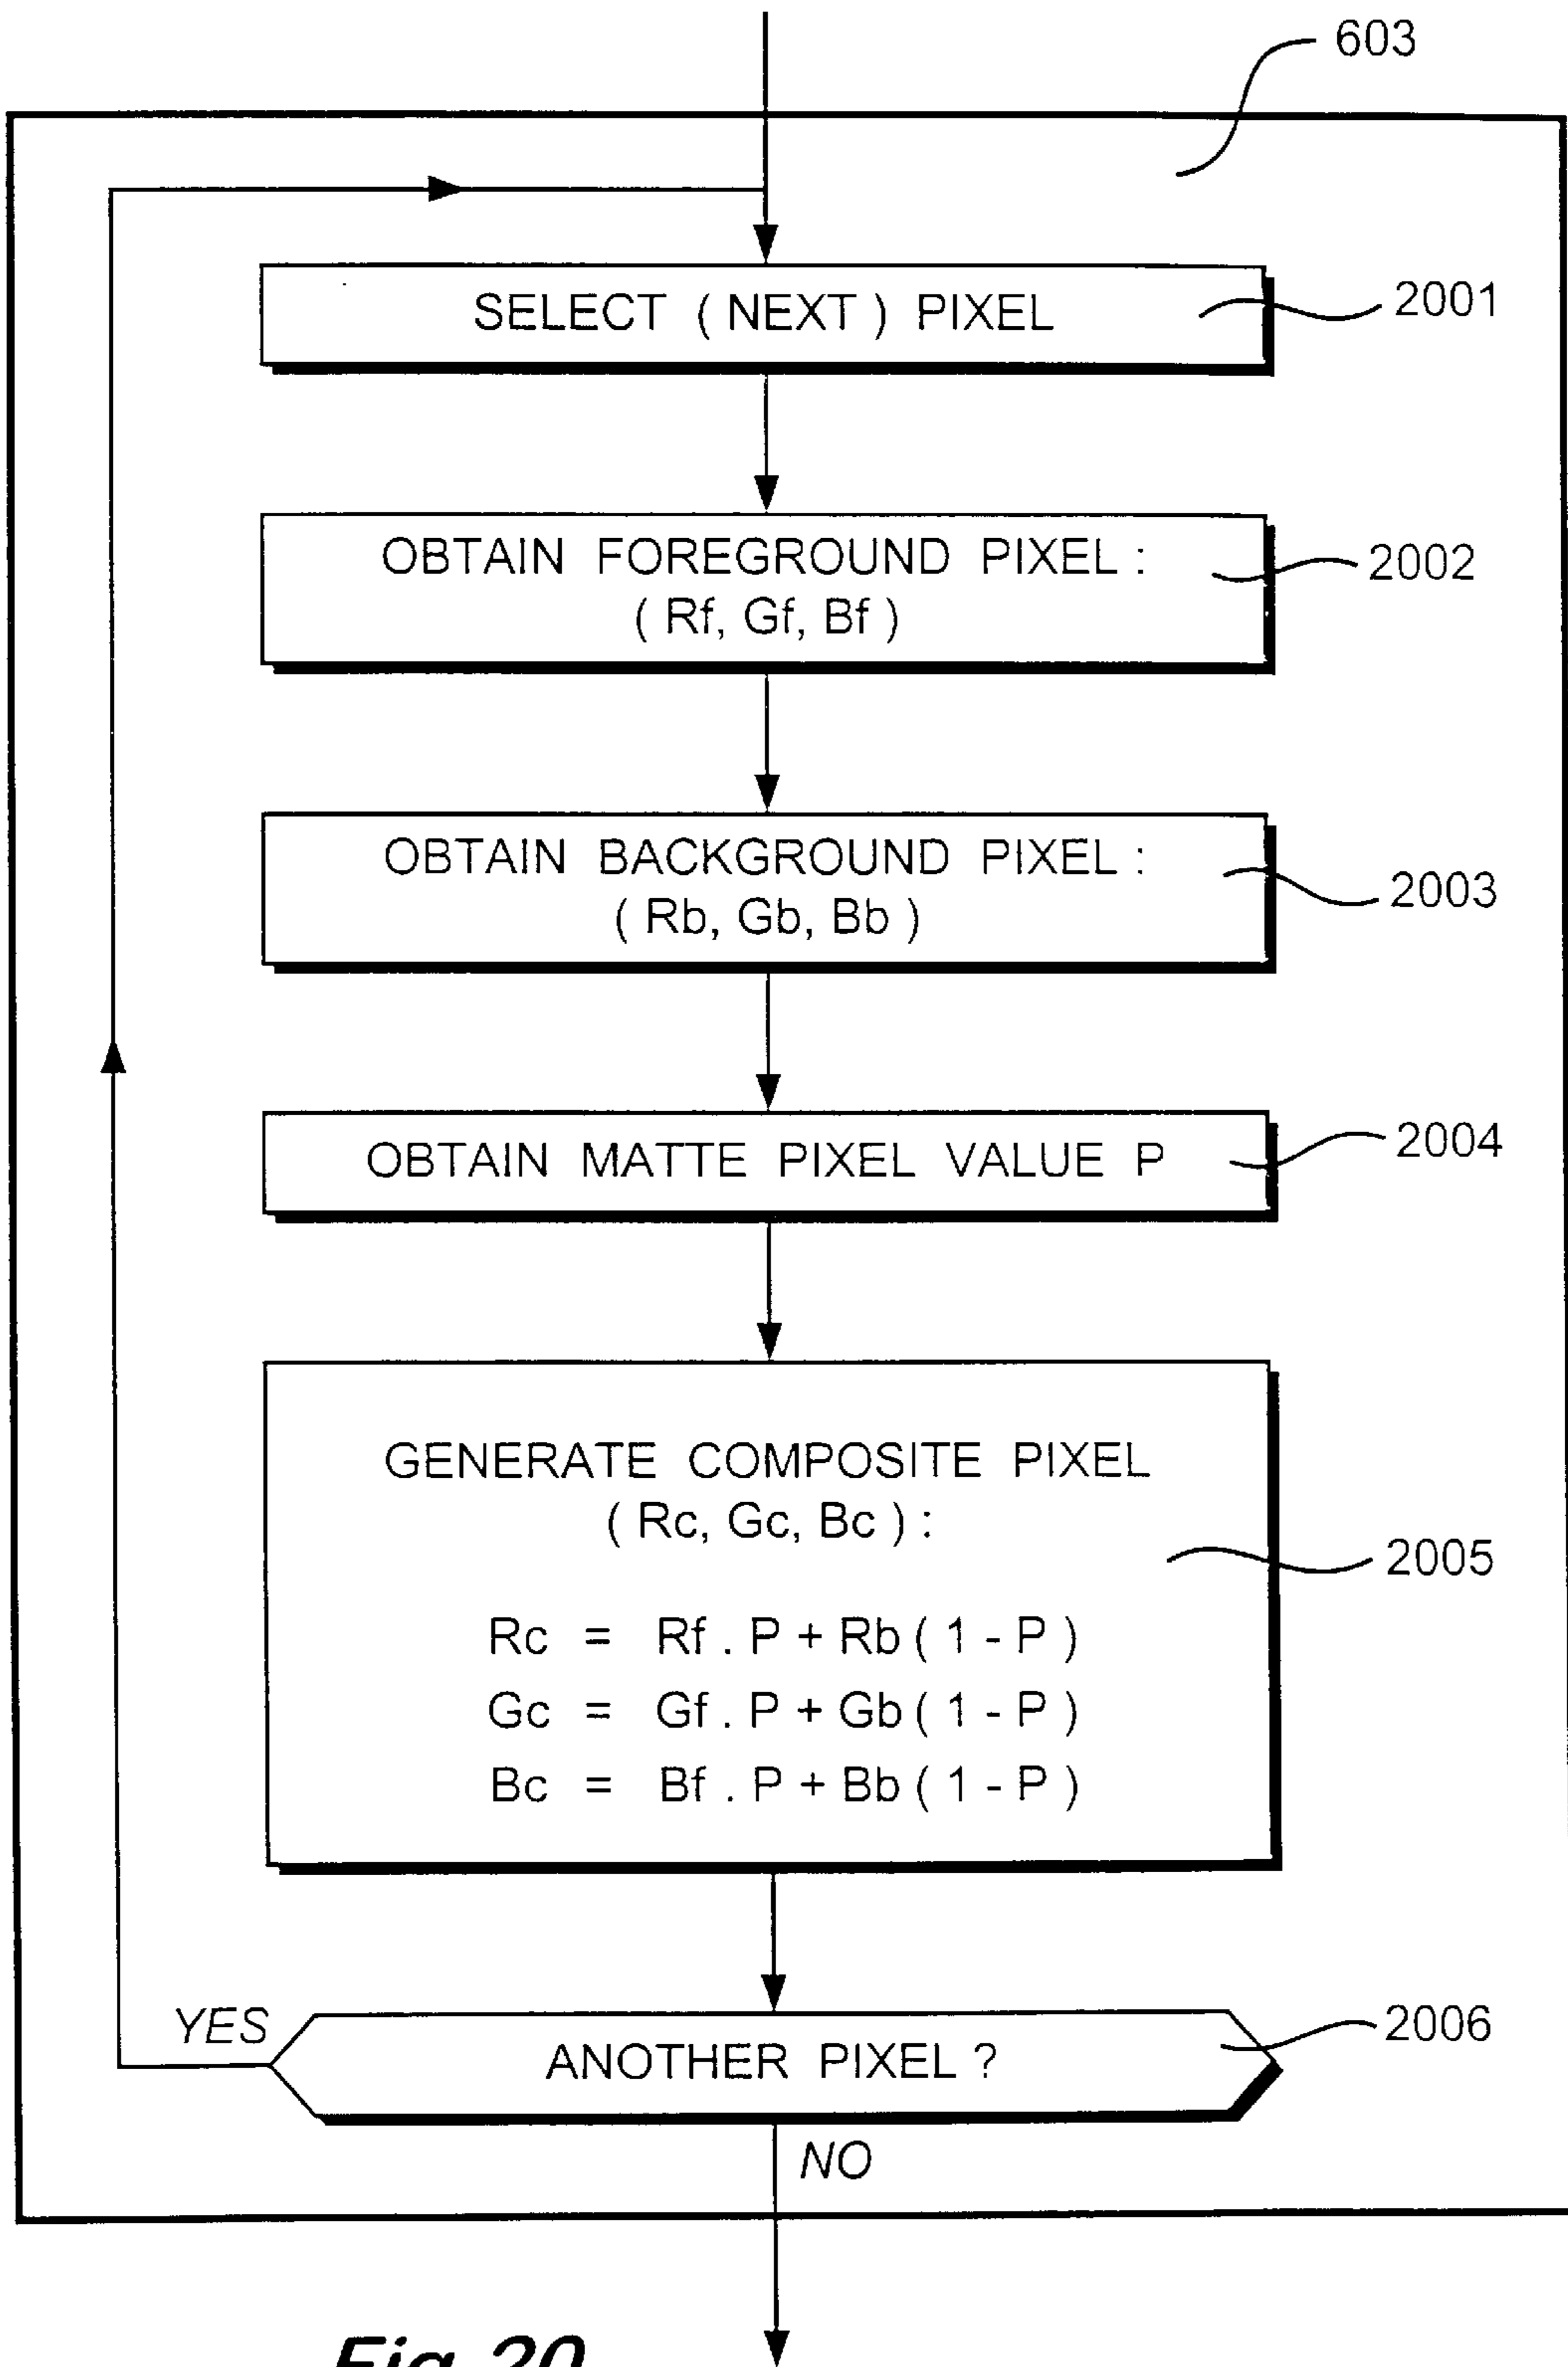 603
SELECT ( NEXT ) PIXEL
2001
OBTAIN FOREGROUND PIXEL :
( Rf, Gf, Bf )
2002
OBTAIN BACKGROUND PIXEL :
( Rb, Gb, Bb )
2003
OBTAIN MATTE PIXEL VALUE P
2004
GENERATE COMPOSITE PIXEL
( Rc, Gc, Bc ) :
2005
Rc = Rf . P + Rb ( 1 - P )
Gc = Gf . P + Gb ( 1 - P )
Bc = Bf . P + Bb ( 1 - P )
YES
ANOTHER PIXEL ?
2006
NO
Fig 20